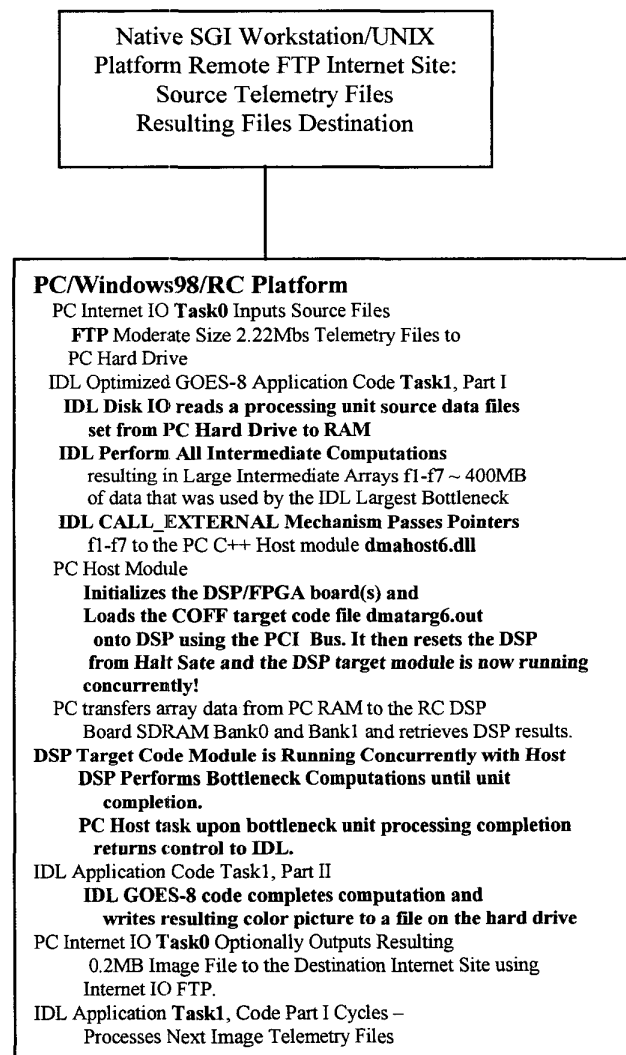 Native SGI Workstation/UNIX
Platform Remote FTP Internet Site:
Source Telemetry Files
Resulting Files Destination
PC/Windows98/RC Platform
PC Internet IO Task0 Inputs Source Files
FTP Moderate Size 2.22Mbs Telemetry Files to
PC Hard Drive
IDL Optimized GOES-8 Application Code Task1, Part I
IDL Disk IO reads a processing unit source data files
set from PC Hard Drive to RAM
IDL Perform All Intermediate Computations
resulting in Large Intermediate Arrays f1-f7 ~ 400MB
of data that was used by the IDL Largest Bottleneck
IDL CALL_EXTERNAL Mechanism Passes Pointers
f1-f7 to the PC C++ Host module dmahost6.dll
PC Host Module
Initializes the DSP/FPGA board(s) and
Loads the COFF target code file dmatarg6.out
onto DSP using the PCI Bus. It then resets the DSP
from Halt Sate and the DSP target module is now running
concurrently!
PC transfers array data from PC RAM to the RC DSP
Board SDRAM Bank0 and Bank1 and retrieves DSP results.
DSP Target Code Module is Running Concurrently with Host
DSP Performs Bottleneck Computations until unit
completion.
PC Host task upon bottleneck unit processing completion
returns control to IDL.
IDL Application Code Task1, Part II
IDL GOES-8 code completes computation and
writes resulting color picture to a file on the hard drive
PC Internet IO Task0 Optionally Outputs Resulting
0.2MB Image File to the Destination Internet Site using
Internet IO FTP.
IDL Application Task1, Code Part I Cycles –
Processes Next Image Telemetry Files